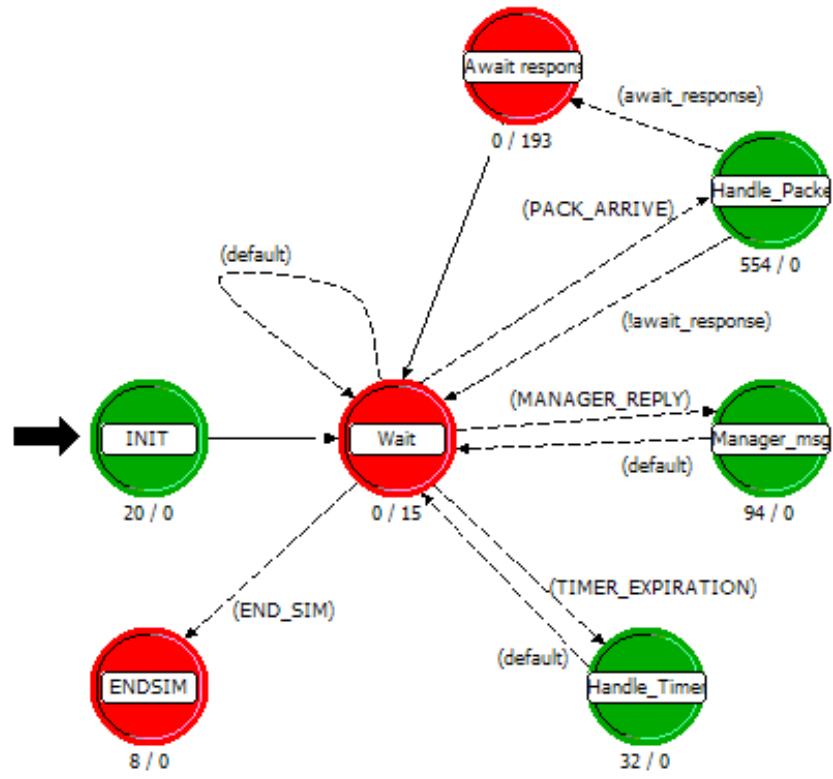 Await respons
0 / 193
(await_response)
Handle_Packe
554 / 0
(PACK_ARRIVE)
(default)
(!await_response)
INIT
20 / 0
Wait
0 / 15
(MANAGER_REPLY)
Manager_msg
(default)
94 / 0
(TIMER_EXPIRATION)
(END_SIM)
(default)
ENDSIM
8 / 0
Handle_Timer
32 / 0